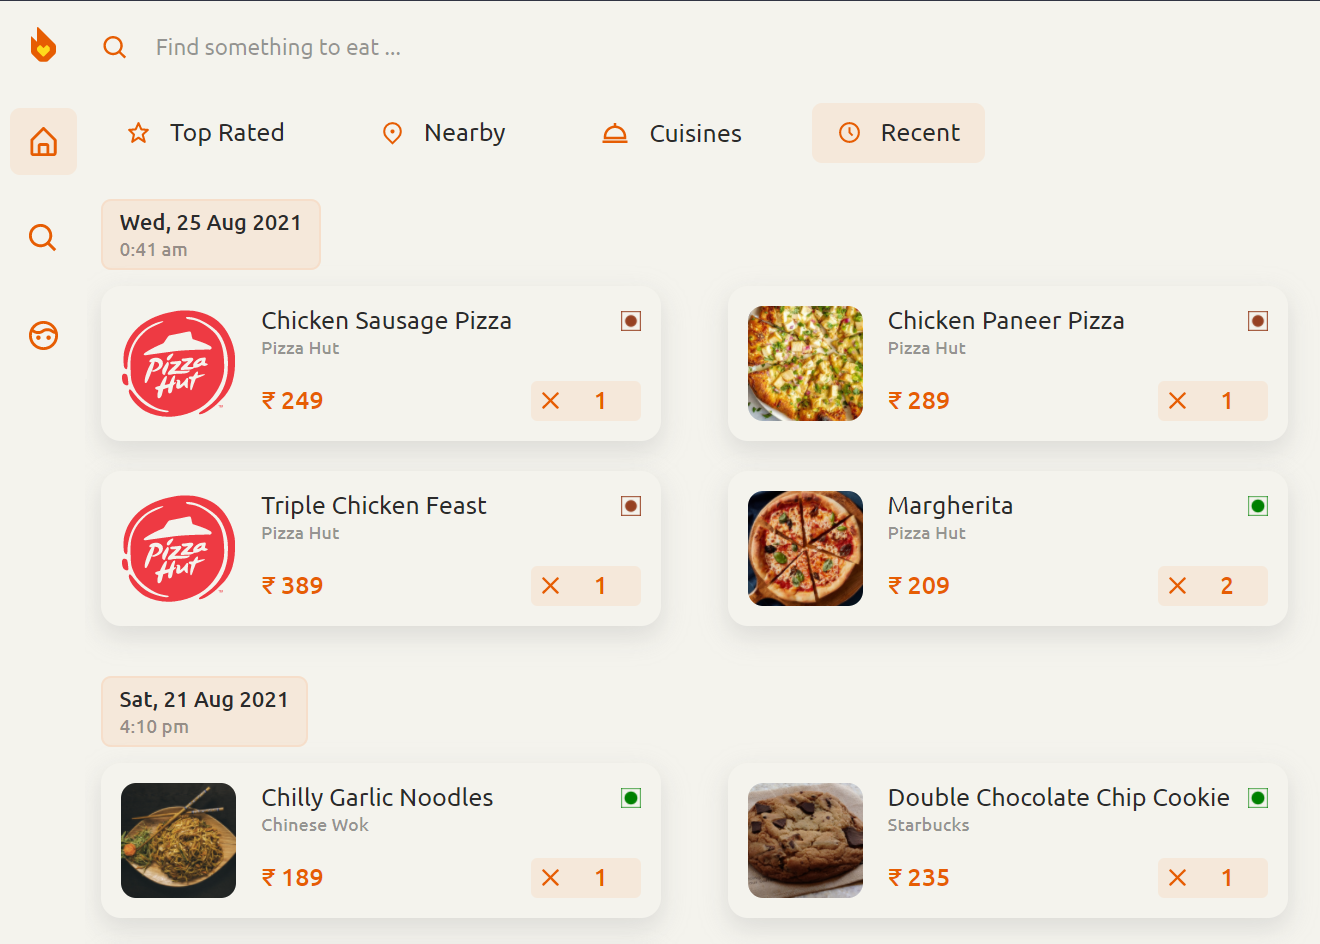 Find something to eat ...
Top Rated
Nearby
Cuisines
Recent
Wed, 25 Aug 2021
0:41 am
Pizza
Hut
Chicken Sausage Pizza
Pizza Hut
₹ 249
1
Chicken Paneer Pizza
Pizza Hut
₹ 289
1
Pizza
Hut
Triple Chicken Feast
Pizza Hut
₹ 389
1
Margherita
Pizza Hut
₹ 209
2
Sat, 21 Aug 2021
4:10 pm
Chilly Garlic Noodles
Chinese Wok
₹ 189
1
Double Chocolate Chip Cookie
Starbucks
₹ 235
1